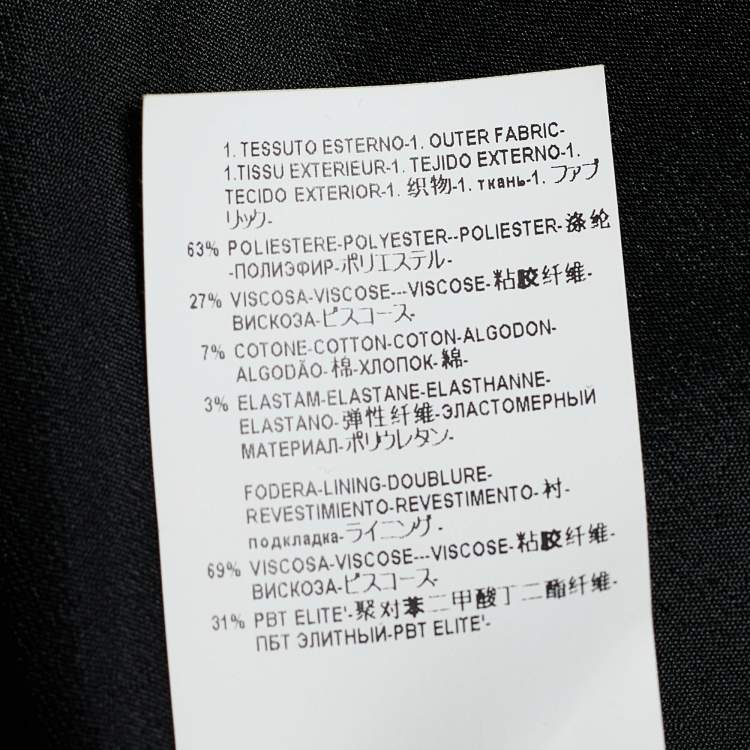 1. TESSUTO ESTERNO-1. OUTER FABRIC-
1.TISSU EXTERIEUR-1. TEJIDO EXTERNO-1.
TECIDO EXTERIOR-1. 织物-1. ткань-1. ファブ
リック-
63% POLIESTERE-POLYESTER--POLIESTER-涤纶
-ПОЛИЭФИР-ポリエステル-
27% VISCOSA-VISCOSE---VISCOSE-粘胶纤维-
ВИСКОЗА-ビスコース-
7% COTONE-COTTON-COTON-ALGODON-
ALGODÃO-棉-ХЛОПОК-綿-
3% ELASTAM-ELASTANE-ELASTHANNE-
ELASTANO-弹性纤维-ЭЛАСТОМЕРНЫЙ
МАТЕРИАЛ-ポリウレタン-
FODERA-LINING-DOUBLURE-
REVESTIMIENTO-REVESTIMENTO-衬-
подкладка-ライニング-
69% VISCOSA-VISCOSE---VISCOSE-粘胶纤维-
ВИСКОЗА-ビスコース-
31% PBT ELITE'-聚对苯二甲酸丁二酯纤维-
ПБТ ЭЛИТНЫЙ-PBT ELITE'-